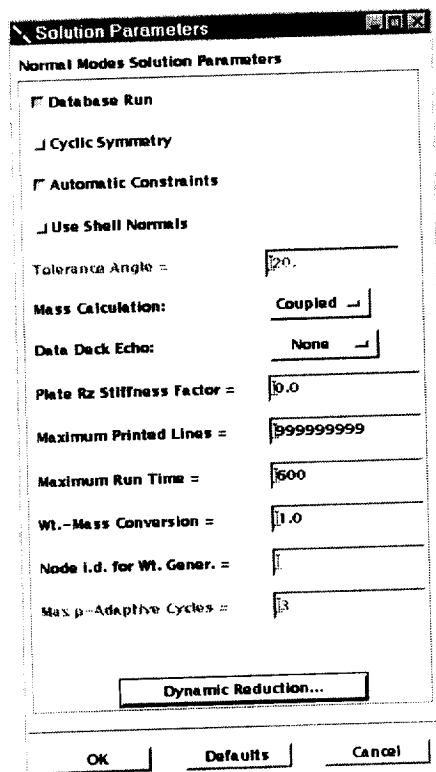 Solution Parameters
Normal Modes Solution Parameters
Database Run
Cyclic Symmetry
Automatic Constraints
Use Shell Normals
Tolerance Angle = 20.
Mass Calculation: Coupled
Data Deck Echo: None
Plate Rz Stiffness Factor = 0.0
Maximum Printed Lines = 999999999
Maximum Run Time = 600
Wt.-Mass Conversion = 1.0
Node i.d. for Wt. Gener. =
Max p-Adaptive Cycles = 3
Dynamic Reduction...
OK Defaults Cancel